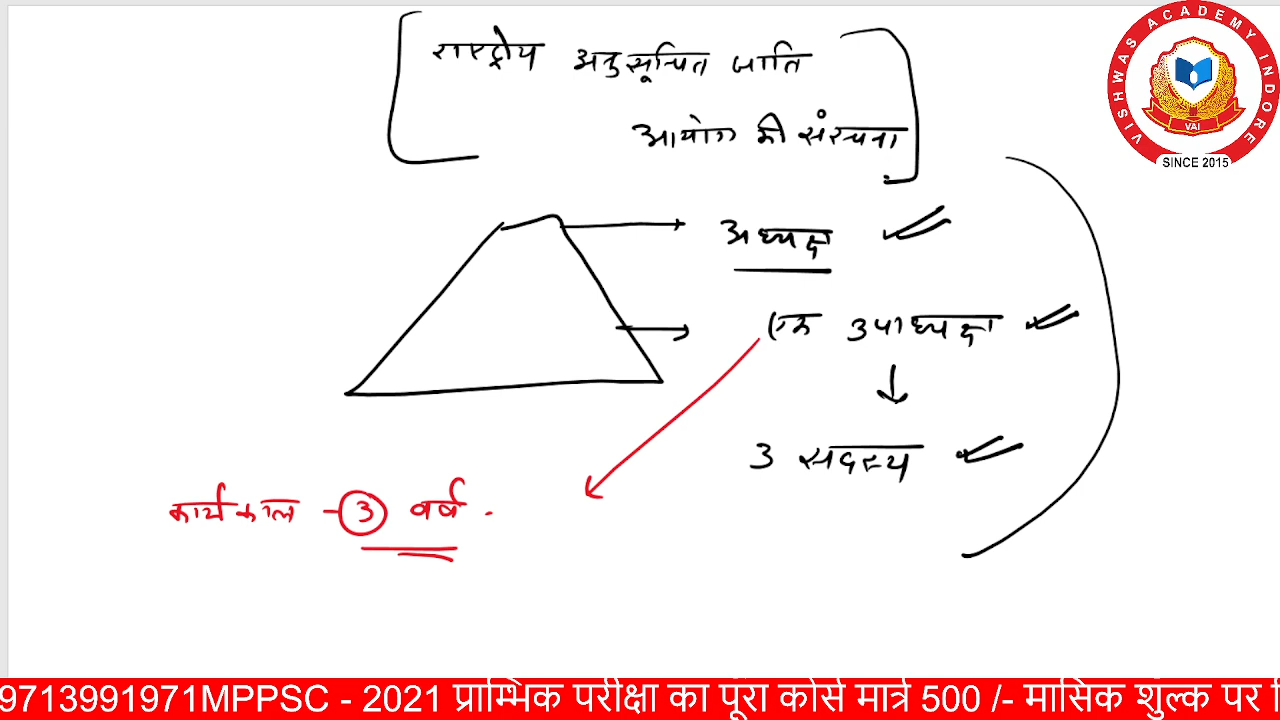 राष्ट्रीय अनुसूचित जाति
आयोग की संरचना
अध्यक्ष
एक उपाध्यक्ष
3 सदस्य
कार्यकाल - 3 वर्ष.
VISHWAS ACADEMY INDORE
VAI
SINCE 2015
9713991971MPPSC - 2021 प्राम्भिक परीक्षा का पूरा कोर्स मात्र 500 /- मासिक शुल्क पर